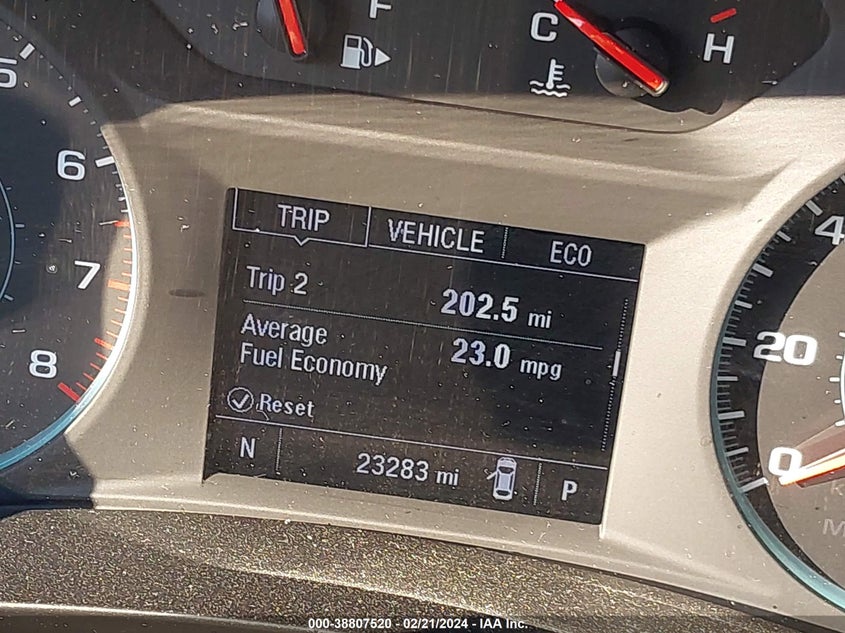 F
C
H
5
6
7
8
TRIP VEHICLE ECO
Trip 2 202.5 mi
Average
Fuel Economy 23.0 mpg
Reset
N 23283 mi P
4
20
0
M
000-38807520 - 02/21/2024 - IAA Inc.